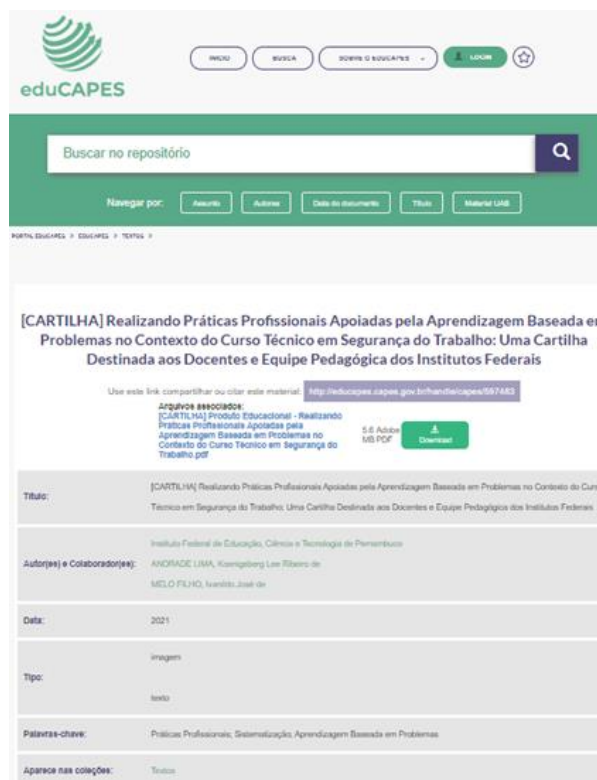 eduCAPES
INÍCIO
BUSCA
SOBRE O EDUCAPES
LOGIN
Buscar no repositório
Navegar por:
Assunto
Autores
Data do documento
Título
Material UAB
PORTAL EDUCAPES > EDUCAPES > TEXTOS >
[CARTILHA] Realizando Práticas Profissionais Apoiadas pela Aprendizagem Baseada em
Problemas no Contexto do Curso Técnico em Segurança do Trabalho: Uma Cartilha
Destinada aos Docentes e Equipe Pedagógica dos Institutos Federais
Use este link compartilhar ou citar este material: http://educapes.capes.gov.br/handle/capes/597483
Arquivos associados:
[CARTILHA] Produto Educacional - Realizando
Práticas Profissionais Apoiadas pela
Aprendizagem Baseada em Problemas no
Contexto do Curso Técnico em Segurança do
Trabalho.pdf
5.6 Adobe
MB PDF
Download
Título:
[CARTILHA] Realizando Práticas Profissionais Apoiadas pela Aprendizagem Baseada em Problemas no Contexto do Curs
Técnico em Segurança do Trabalho: Uma Cartilha Destinada aos Docentes e Equipe Pedagógica dos Institutos Federais
Autor(es) e Colaborador(es):
Instituto Federal de Educação, Ciência e Tecnologia de Pernambuco
ANDRADE LIMA, Koenigsberg Lee Ribeiro de
MELO FILHO, Ivanildo José de
Data:
2021
Tipo:
imagem
texto
Palavras-chave:
Práticas Profissionais; Sistematização; Aprendizagem Baseada em Problemas
Aparece nas coleções:
Textos